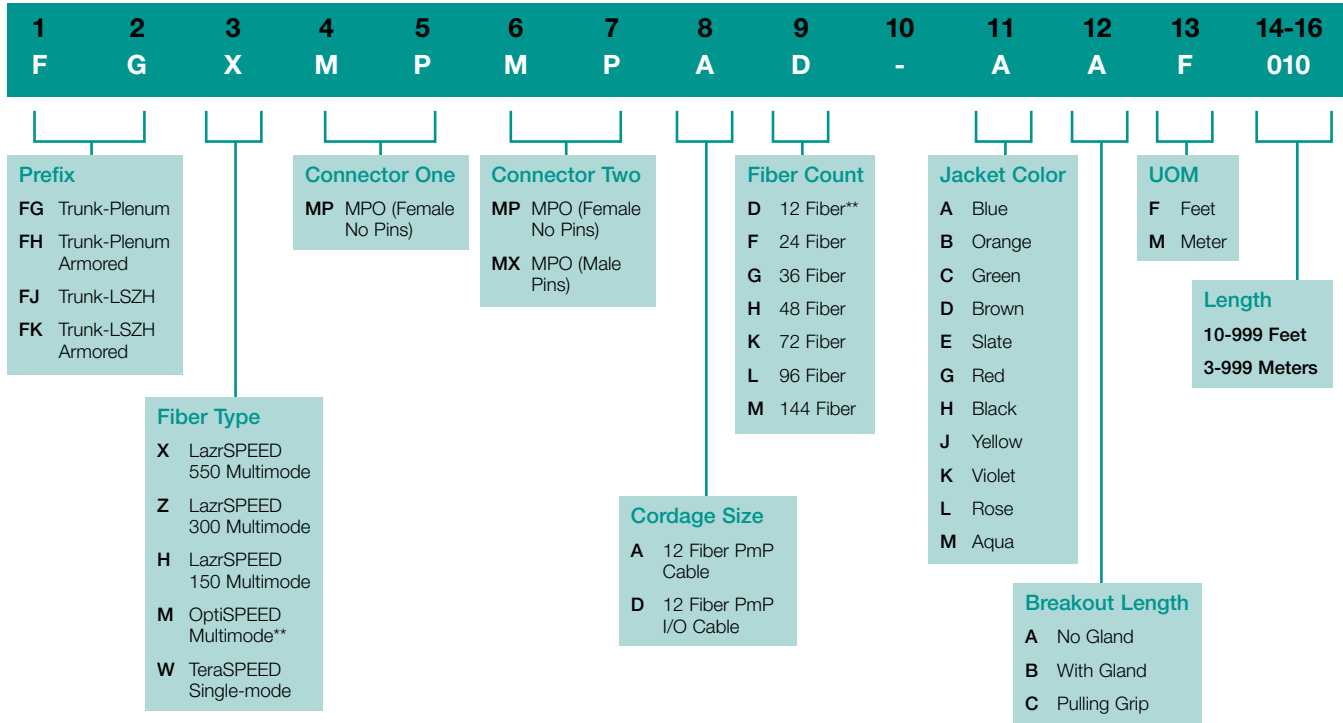 1 2 3 4 5 6 7 8 9 10 11 12 13 14-16
F G X M P M P A D - A A F 010
Prefix
FG Trunk-Plenum
FH Trunk-Plenum
Armored
FJ Trunk-LSZH
FK Trunk-LSZH
Armored
Fiber Type
X LazrSPEED
550 Multimode
Z LazrSPEED
300 Multimode
H LazrSPEED
150 Multimode
M OptiSPEED
Multimode**
W TeraSPEED
Single-mode
Connector One
MP MPO (Female
No Pins)
Connector Two
MP MPO (Female
No Pins)
MX MPO (Male
Pins)
Cordage Size
A 12 Fiber PmP
Cable
D 12 Fiber PmP
I/O Cable
Fiber Count
D 12 Fiber**
F 24 Fiber
G 36 Fiber
H 48 Fiber
K 72 Fiber
L 96 Fiber
M 144 Fiber
Jacket Color
A Blue
B Orange
C Green
D Brown
E Slate
G Red
H Black
J Yellow
K Violet
L Rose
M Aqua
Breakout Length
A No Gland
B With Gland
C Pulling Grip
UOM
F Feet
M Meter
Length
10-999 Feet
3-999 Meters